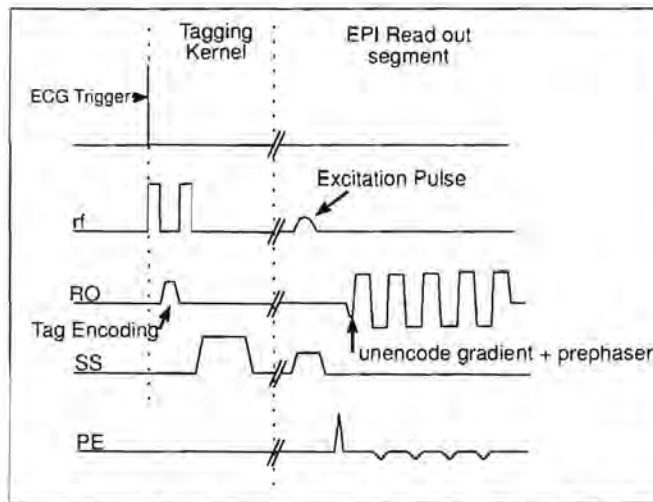 Tagging
Kernel
EPI Read out
segment
ECG Trigger
Excitation Pulse
rf
RO
Tag Encoding
unencode gradient + prephaser
SS
PE